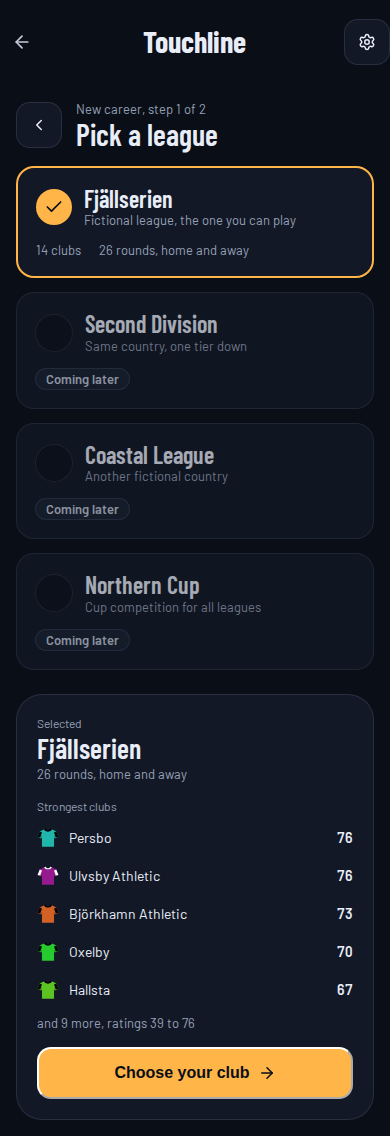 Touchline
New career, step 1 of 2
Pick a league
Fjällserien
Fictional league, the one you can play
14 clubs 26 rounds, home and away
Second Division
Same country, one tier down
Coming later
Coastal League
Another fictional country
Coming later
Northern Cup
Cup competition for all leagues
Coming later
Selected
Fjällserien
26 rounds, home and away
Strongest clubs
Persbo 76
Ulvsby Athletic 76
Björkhamn Athletic 73
Oxelby 70
Hallsta 67
and 9 more, ratings 39 to 76
Choose your club